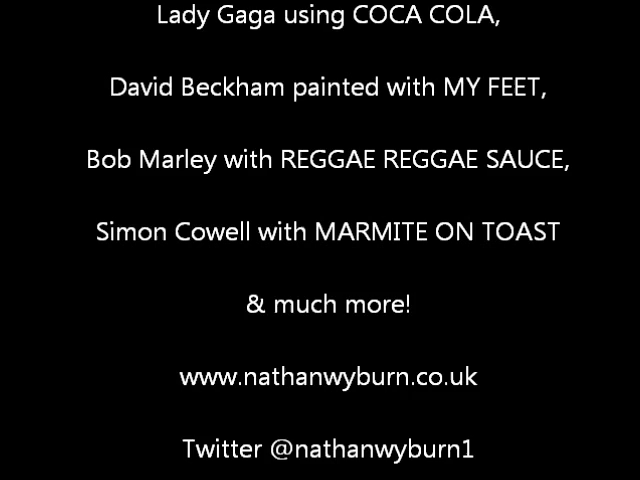 Lady Gaga using COCA COLA,
David Beckham painted with MY FEET,
Bob Marley with REGGAE REGGAE SAUCE,
Simon Cowell with MARMITE ON TOAST
& much more!
www.nathanwyburn.co.uk
Twitter @nathanwyburn1